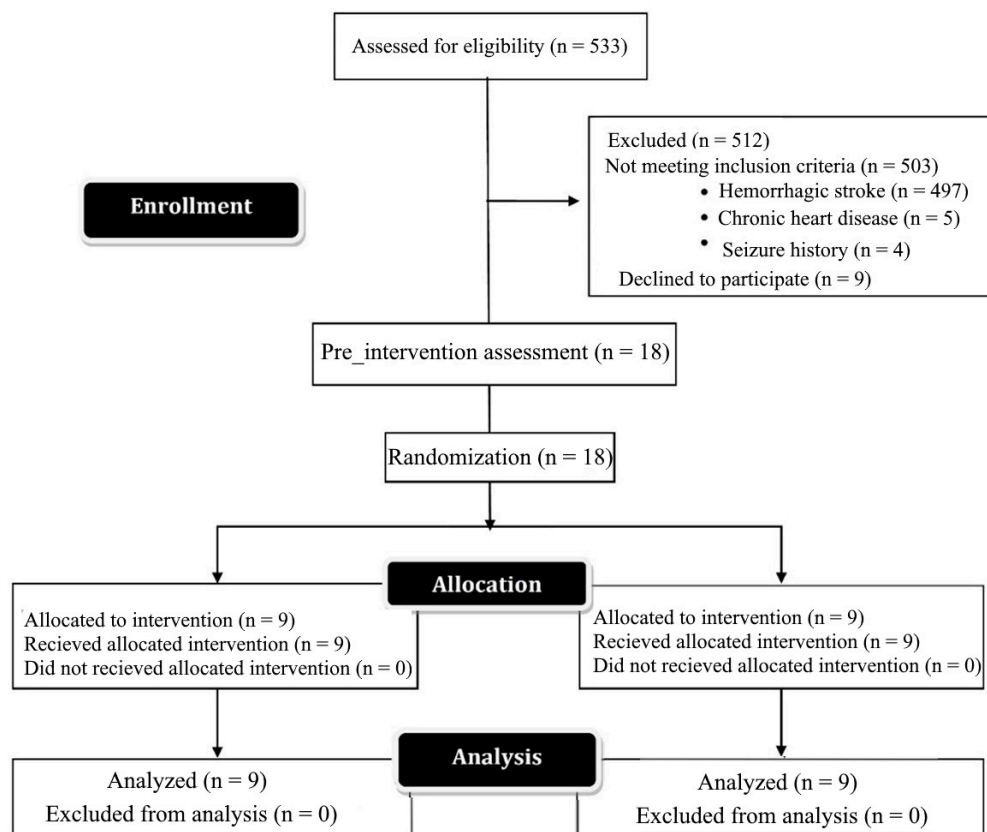 Assessed for eligibility (n = 533)
Excluded (n = 512)
Not meeting inclusion criteria (n = 503)
• Hemorrhagic stroke (n = 497)
• Chronic heart disease (n = 5)
• Seizure history (n = 4)
Declined to participate (n = 9)
Enrollment
Pre_intervention assessment (n = 18)
Randomization (n = 18)
Allocation
Allocated to intervention (n = 9)
Recieved allocated intervention (n = 9)
Did not recieved allocated intervention (n = 0)
Allocated to intervention (n = 9)
Recieved allocated intervention (n = 9)
Did not recieved allocated intervention (n = 0)
Analysis
Analyzed (n = 9)
Excluded from analysis (n = 0)
Analyzed (n = 9)
Excluded from analysis (n = 0)